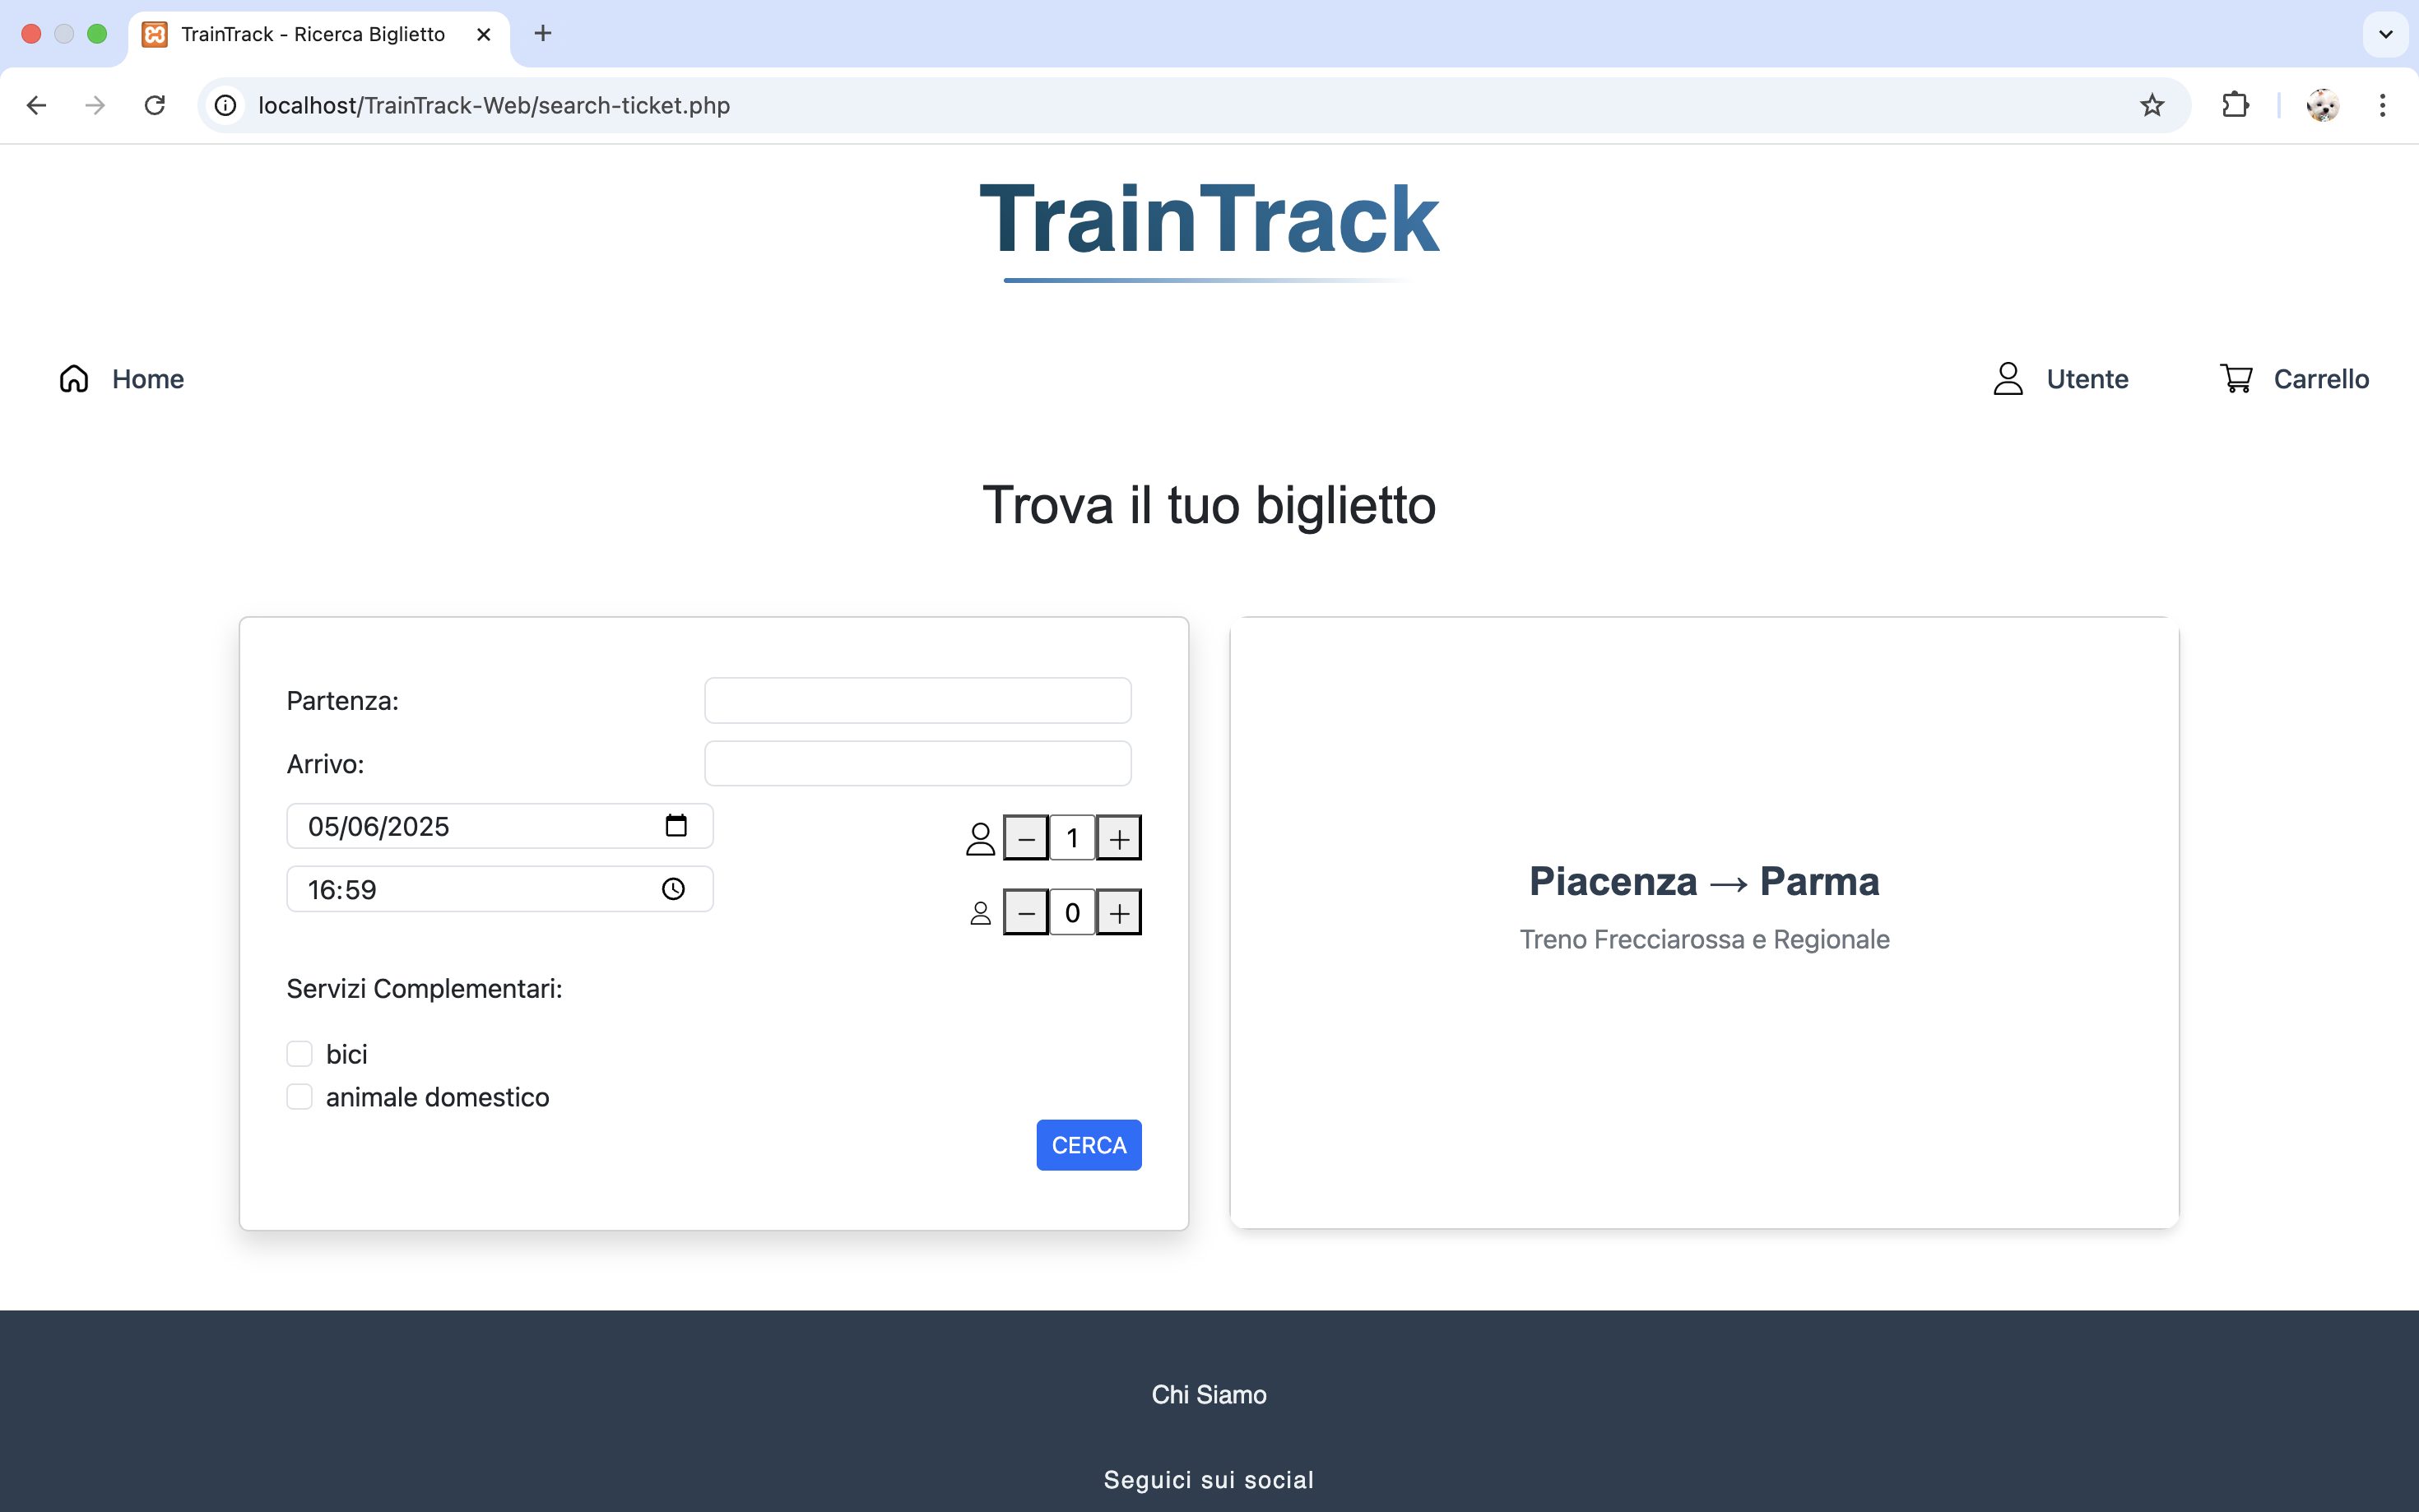 TrainTrack - Ricerca Biglietto
localhost/TrainTrack-Web/search-ticket.php
TrainTrack
Home
Utente
Carrello
Trova il tuo biglietto
Partenza:
Arrivo:
05/06/2025
1
16:59
0
Servizi Complementari:
bici
animale domestico
CERCA
Piacenza → Parma
Treno Frecciarossa e Regionale
Chi Siamo
Seguici sui social